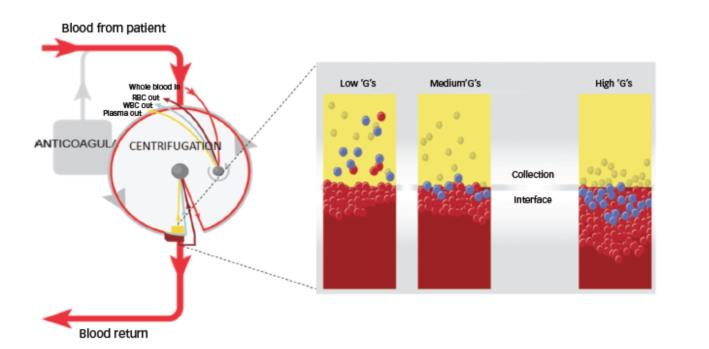 Blood from patient
Whole blood in
RBC out
WBC out
Plasma out
ANTICOAGUL/
CENTRIFUGATION
Blood return
Low 'G's
Medium'G's
High 'G's
Collection
Interface